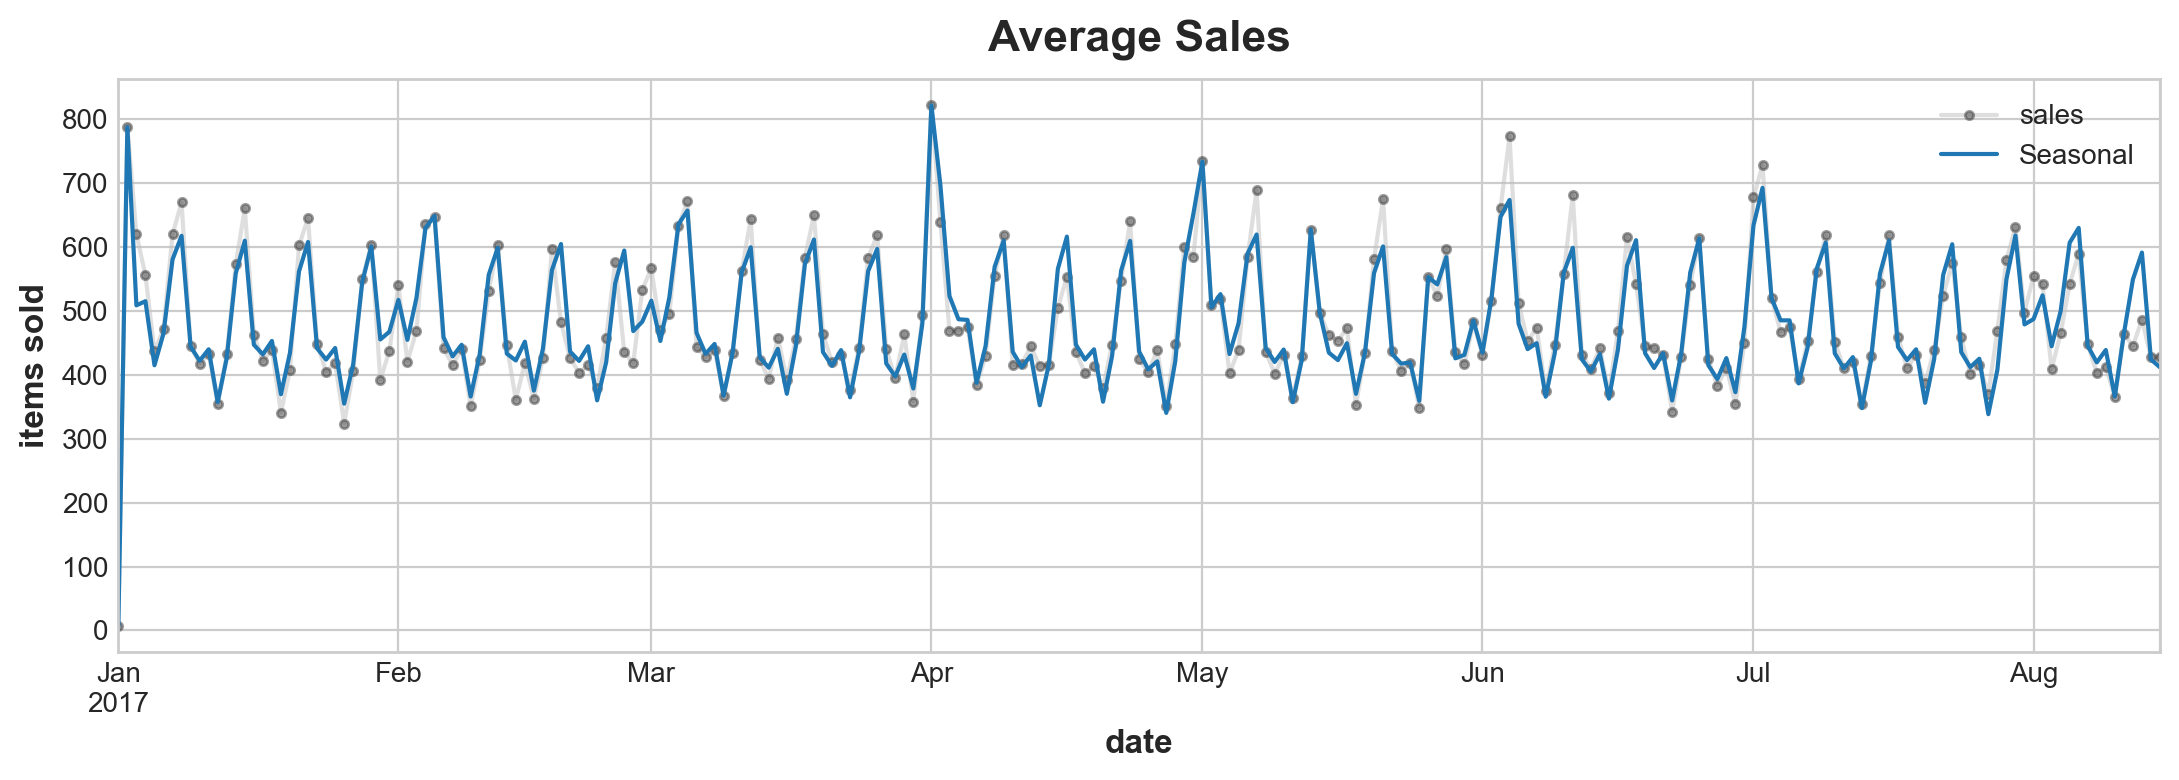 Average Sales
sales
Seasonal
items sold
800
700
600
500
400
300
200
100
0
Jan Feb Mar Apr May Jun Jul Aug
2017
date